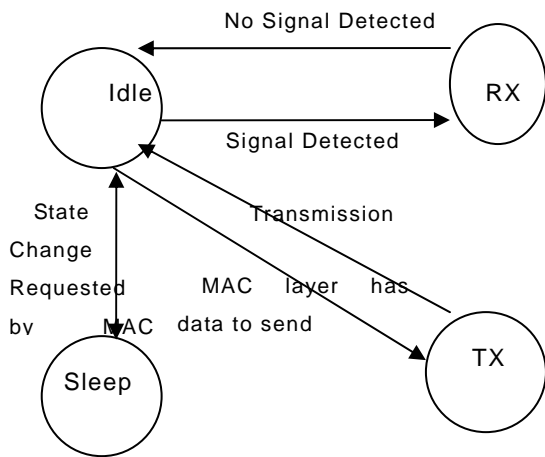 No Signal Detected
Idle
RX
Signal Detected
State
Change
Requested
by MAC
Transmission
MAC layer has
data to send
TX
Sleep